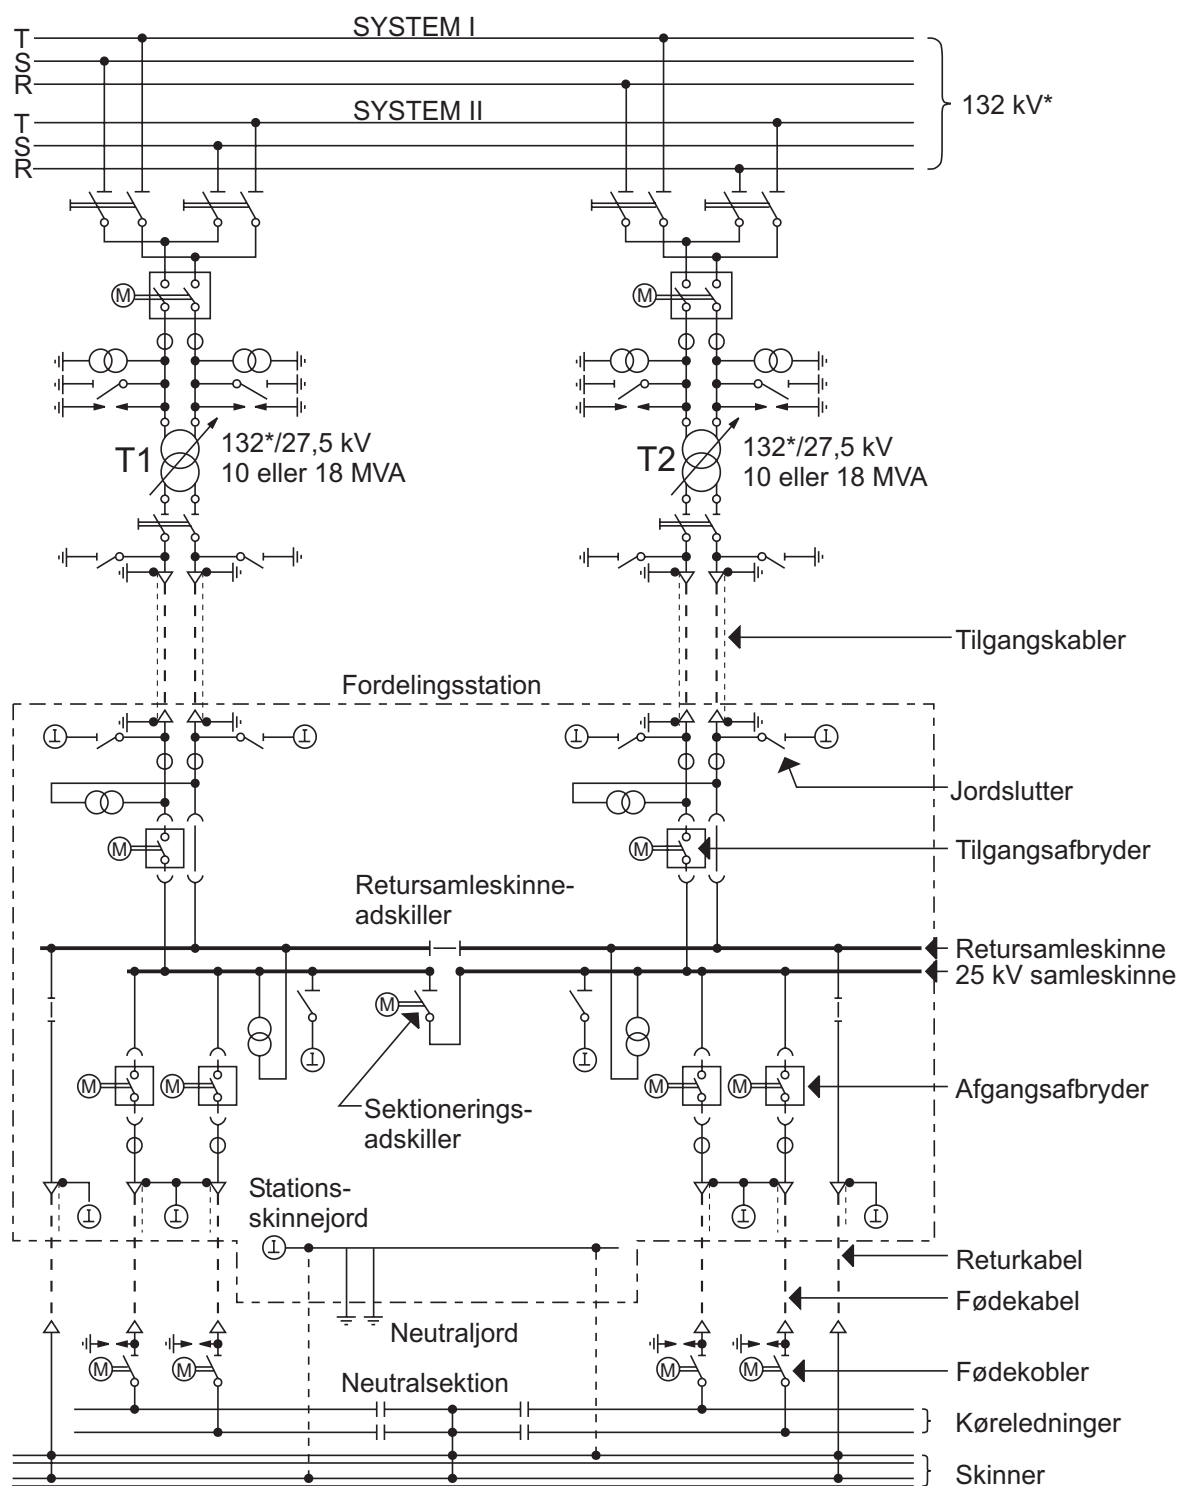 SYSTEM I
T
S
R
SYSTEM II
T
S
R
132 kV*
M
M
T1
132*/27,5 kV
10 eller 18 MVA
T2
132*/27,5 kV
10 eller 18 MVA
Tilgangskabler
Fordelingsstation
Jordslutter
M
M
Tilgangsafbryder
Retursamleskinne-
adskiller
Retursamleskinne
25 kV samleskinne
M
M
M
M
M
Afgangsafbryder
Sektionerings-
adskiller
Stations-
skinnejord
Returkabel
Fødekabel
Neutraljord
M
M
M
M
Fødekobler
Neutralsektion
Køreledninger
Skinner